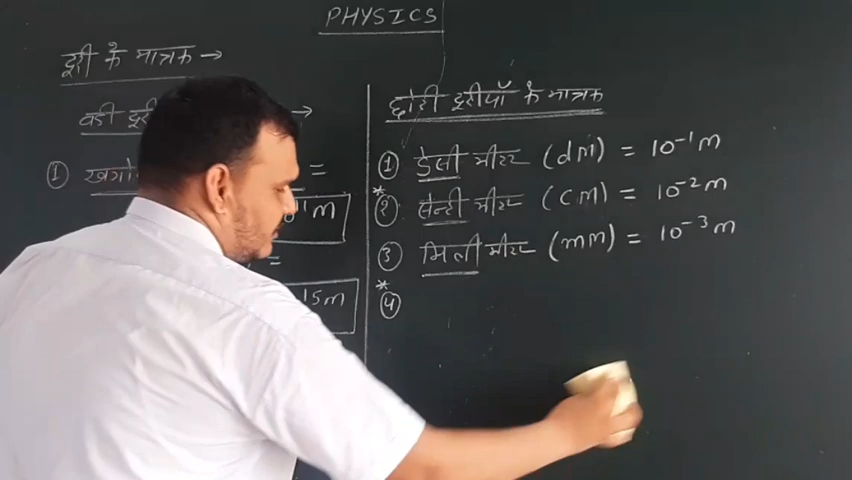 PHYSICS
दूरी के मात्रक →
बडी →
① =
m
=
15m
छोटी दूरीयाँ के मात्रक
① डेसी मीटर (dm) = 10⁻¹m
* ② सेन्टी मीटर (cm) = 10⁻²m
③ मिली मीटर (mm) = 10⁻³m
* ④